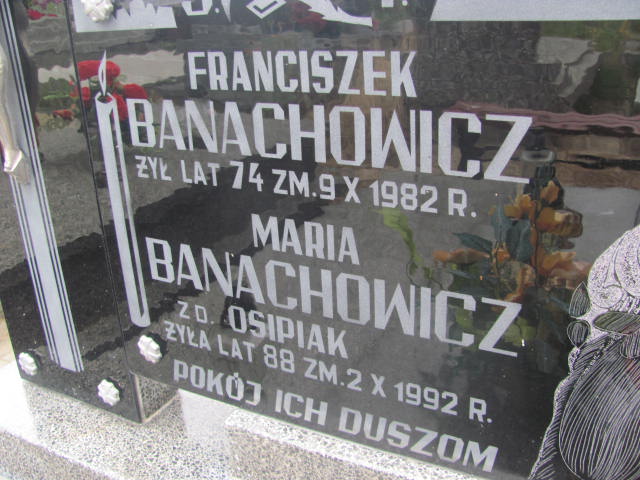 FRANCISZEK
BANACHOWICZ
ŻYŁ LAT 74 ZM.9 X 1982 R.
MARIA
BANACHOWICZ
Z D. OSIPIAK
ŻYŁA LAT 88 ZM.2 X 1992 R.
POKÓJ ICH DUSZOM